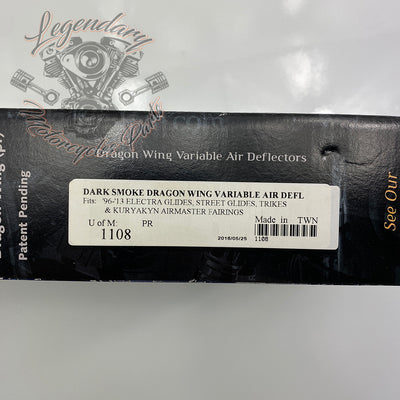 Legendary
Motorcycle Parts
Patent Pending
Dragon Wing Variable Air Deflectors
See Our
DARK SMOKE DRAGON WING VARIABLE AIR DEFL
Fits: '96-'13 ELECTRA GLIDES, STREET GLIDES, TRIKES
& KURYAKYN AIRMASTER FAIRINGS
U of M: PR
Made in TWN
1108
2016/05/25
1108